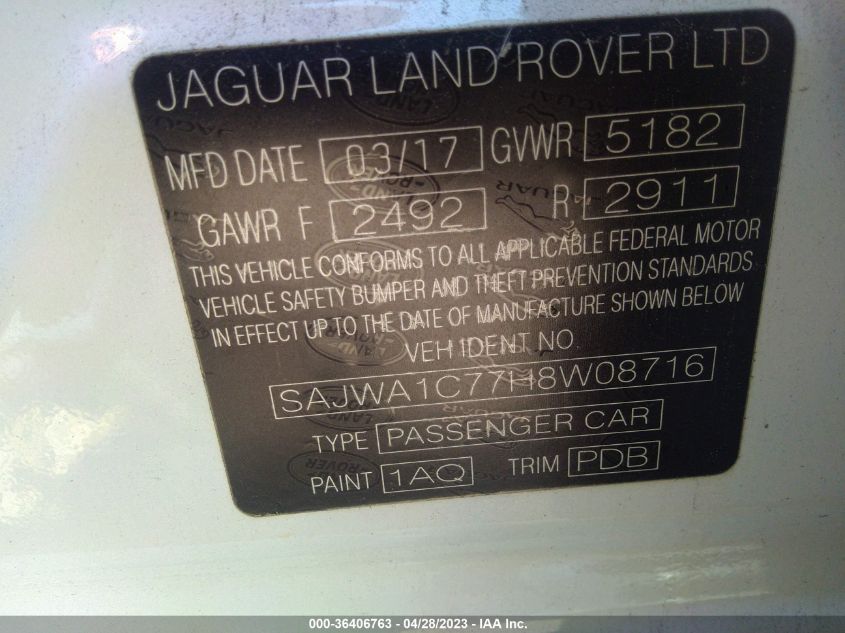 JAGUAR LAND ROVER LTD
MFD DATE 03/17 GVWR 5182
GAWR F 2492 R 2911
THIS VEHICLE CONFORMS TO ALL APPLICABLE FEDERAL MOTOR
VEHICLE SAFETY BUMPER AND THEFT PREVENTION STANDARDS
IN EFFECT UP TO THE DATE OF MANUFACTURE SHOWN BELOW
VEH IDENT NO.
SAJWA1C77H8W08716
TYPE PASSENGER CAR
PAINT 1AQ TRIM PDB
000-36406763 - 04/28/2023 - IAA Inc.